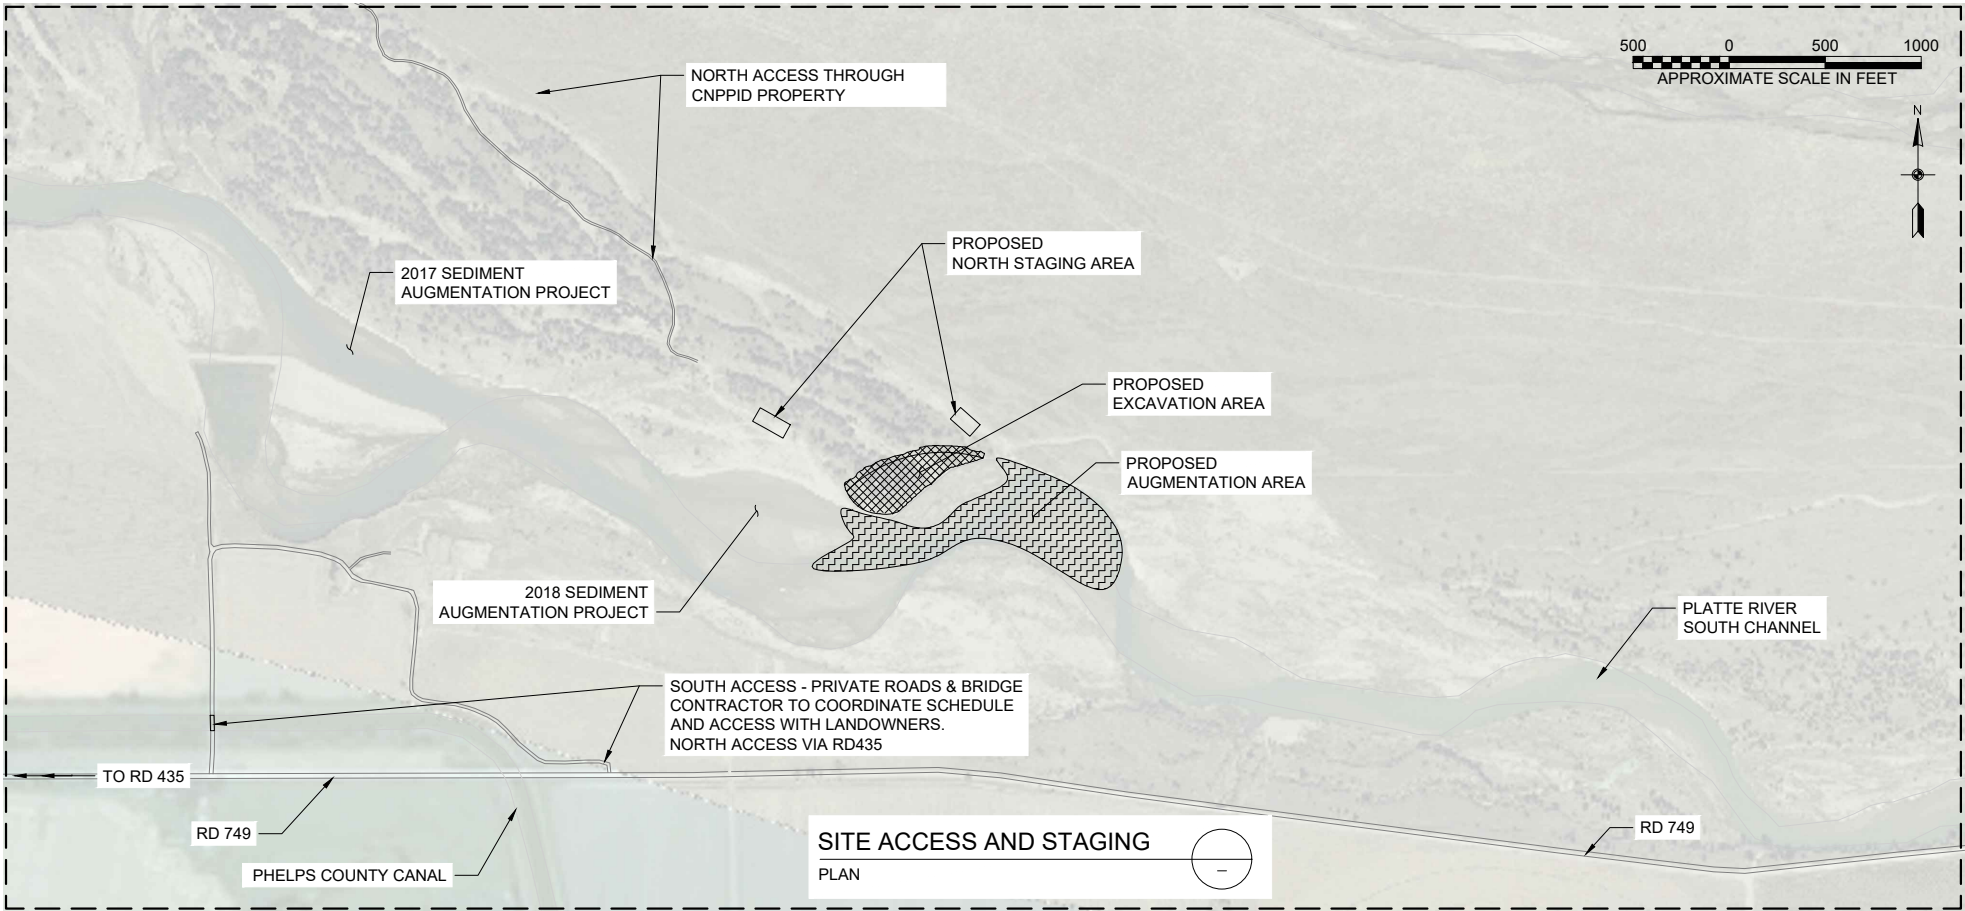 500 0 500 1000
APPROXIMATE SCALE IN FEET
N
NORTH ACCESS THROUGH
CNPPID PROPERTY
PROPOSED
NORTH STAGING AREA
2017 SEDIMENT
AUGMENTATION PROJECT
PROPOSED
EXCAVATION AREA
PROPOSED
AUGMENTATION AREA
2018 SEDIMENT
AUGMENTATION PROJECT
PLATTE RIVER
SOUTH CHANNEL
SOUTH ACCESS - PRIVATE ROADS & BRIDGE
CONTRACTOR TO COORDINATE SCHEDULE
AND ACCESS WITH LANDOWNERS.
NORTH ACCESS VIA RD435
TO RD 435
RD 749
RD 749
PHELPS COUNTY CANAL
SITE ACCESS AND STAGING
PLAN
–